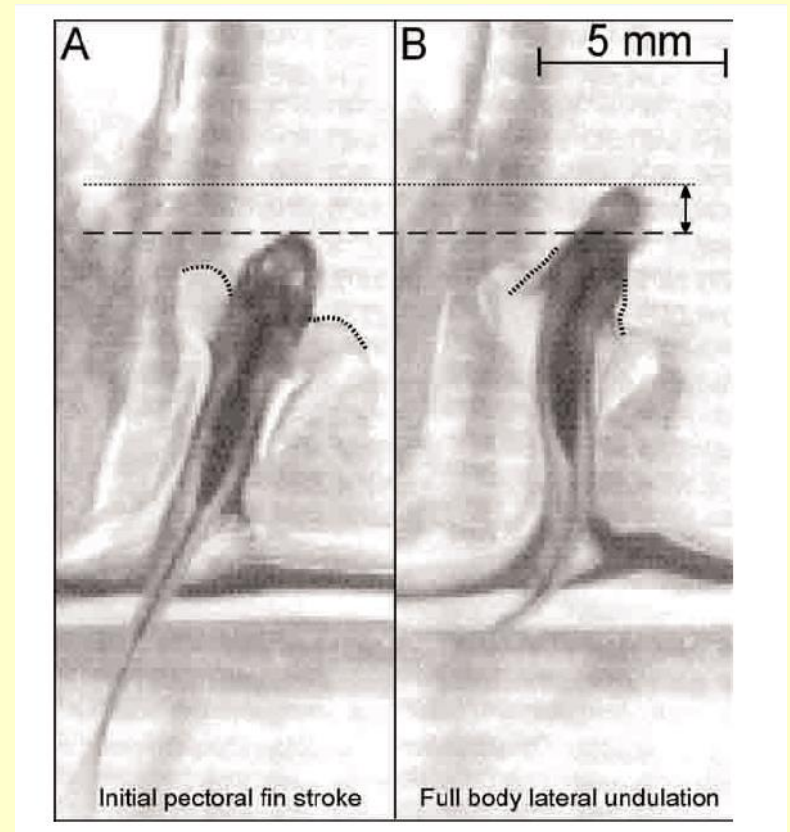 A
B
5 mm
Initial pectoral fin stroke
Full body lateral undulation